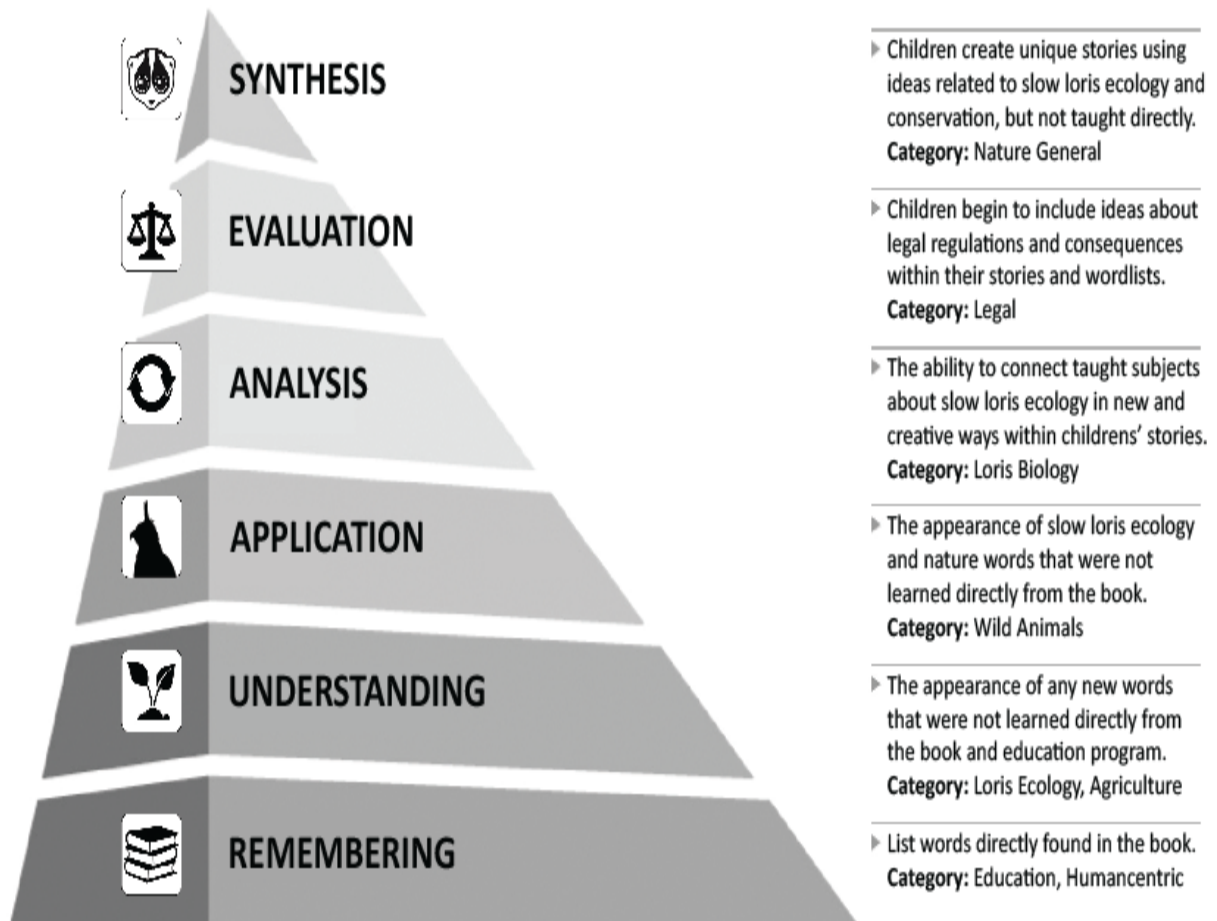 SYNTHESIS
Children create unique stories using
ideas related to slow loris ecology and
conservation, but not taught directly.
Category: Nature General
EVALUATION
Children begin to include ideas about
legal regulations and consequences
within their stories and wordlists.
Category: Legal
ANALYSIS
The ability to connect taught subjects
about slow loris ecology in new and
creative ways within childrens' stories.
Category: Loris Biology
APPLICATION
The appearance of slow loris ecology
and nature words that were not
learned directly from the book.
Category: Wild Animals
UNDERSTANDING
The appearance of any new words
that were not learned directly from
the book and education program.
Category: Loris Ecology, Agriculture
REMEMBERING
List words directly found in the book.
Category: Education, Humancentric